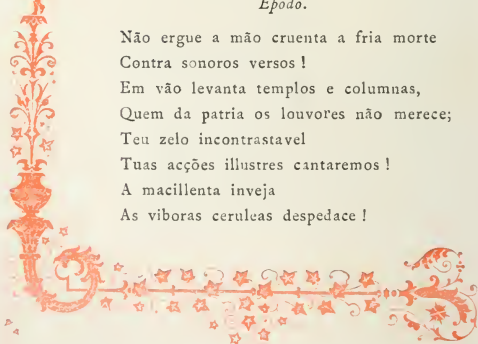 Epodo.
Não ergue a mão cruenta a fria morte
Contra sonoros versos !
Em vão levanta templos e columnas,
Quem da patria os louvores não merece;
Teu zelo incontrastavel
Tuas acções illustres cantaremos !
A macillenta inveja
As viboras ceruleas despedace !